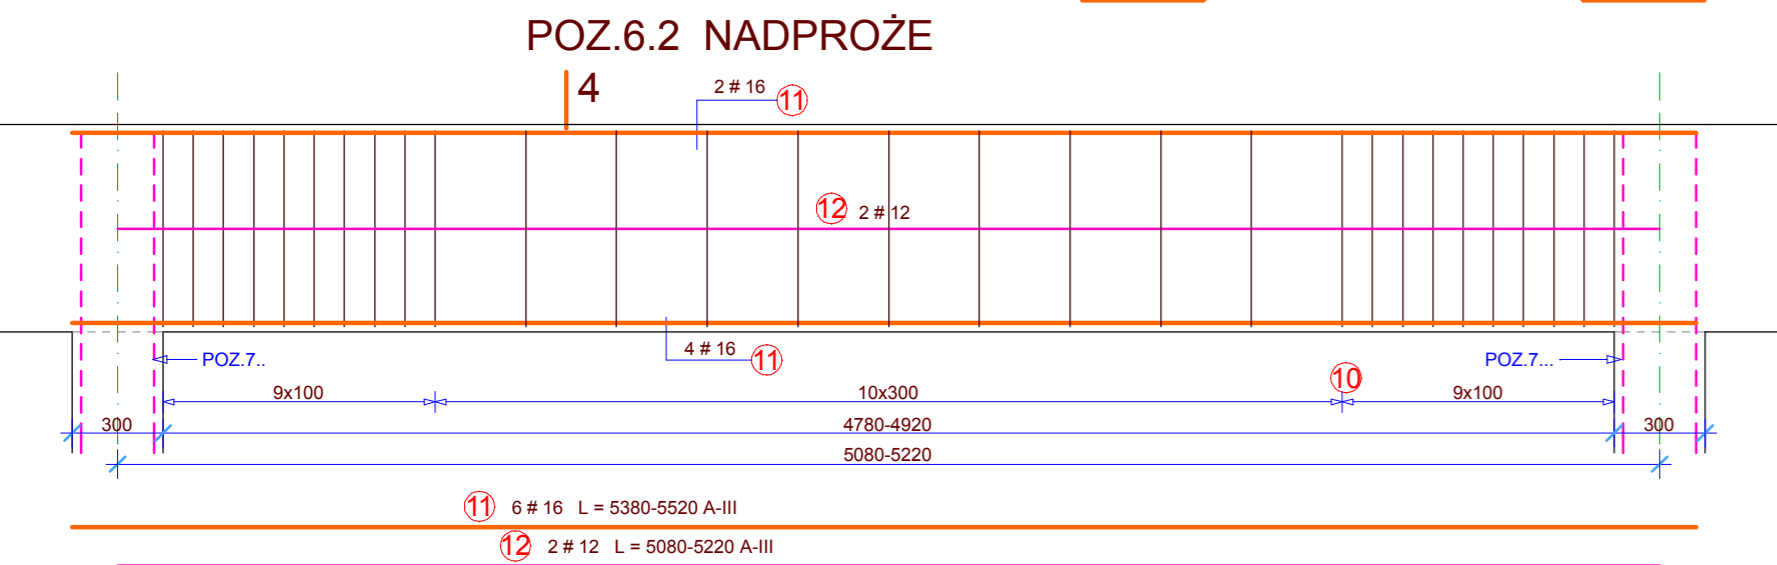 POZ.6.2 NADPROŻE
4
2 # 16 11
12 2 # 12
4 # 16 11
POZ.7.. POZ.7...
10
9x100 10x300 9x100
300 4780-4920 300
5080-5220
11 6 # 16 L = 5380-5520 A-III
12 2 # 12 L = 5080-5220 A-III